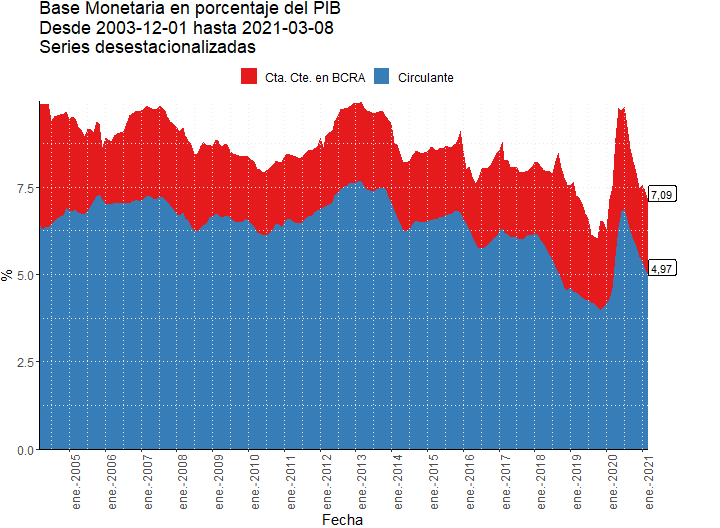 Base Monetaria en porcentaje del PIB
Desde 2003-12-01 hasta 2021-03-08
Series desestacionalizadas
Cta. Cte. en BCRA
Circulante
7.5
5.0
2.5
0.0
%
7,09
4,97
ene.-2005
ene.-2006
ene.-2007
ene.-2008
ene.-2009
ene.-2010
ene.-2011
ene.-2012
ene.-2013
ene.-2014
ene.-2015
ene.-2016
ene.-2017
ene.-2018
ene.-2019
ene.-2020
ene.-2021
Fecha